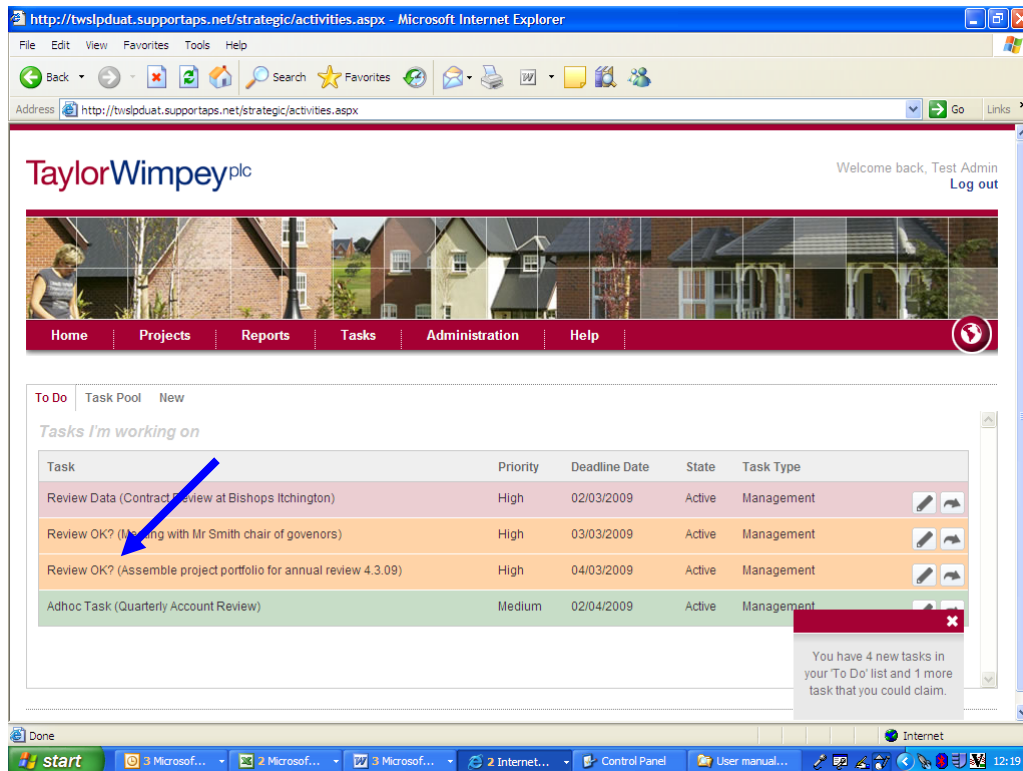 http://twslpduat.supportaps.net/strategic/activities.aspx - Microsoft Internet Explorer
File Edit View Favorites Tools Help
Back Search Favorites
Address http://twslpduat.supportaps.net/strategic/activities.aspx Go Links
TaylorWimpey plc
Welcome back, Test Admin
Log out
Home Projects Reports Tasks Administration Help
To Do Task Pool New
Tasks I'm working on
Task Priority Deadline Date State Task Type
Review Data (Contract Review at Bishops Itchington) High 02/03/2009 Active Management
Review OK? (Meeting with Mr Smith chair of govenors) High 03/03/2009 Active Management
Review OK? (Assemble project portfolio for annual review 4.3.09) High 04/03/2009 Active Management
Adhoc Task (Quarterly Account Review) Medium 02/04/2009 Active Management
You have 4 new tasks in
your 'To Do' list and 1 more
task that you could claim.
Done Internet
start 3 Microsof... 2 Microsof... 3 Microsof... 2 Internet... Control Panel User manual... 12:19